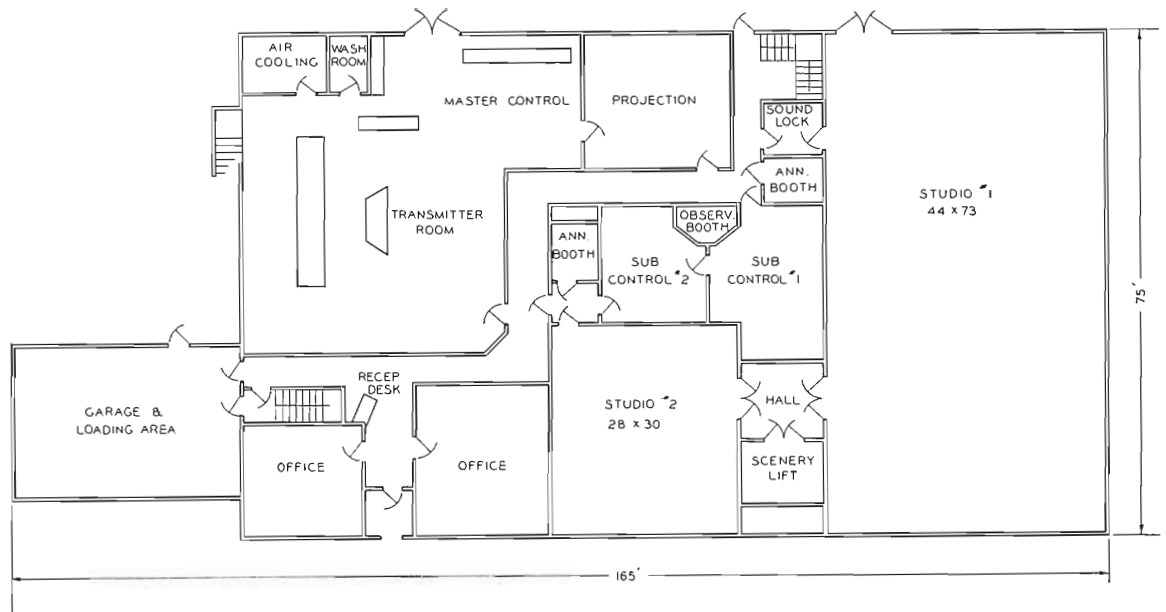 AIR
COOLING
WASH
ROOM
MASTER CONTROL
PROJECTION
SOUND
LOCK
ANN.
BOOTH
STUDIO #1
44 X 73
TRANSMITTER
ROOM
OBSERV.
BOOTH
ANN.
BOOTH
SUB
CONTROL #2
SUB
CONTROL #1
75'
RECEP
DESK
GARAGE &
LOADING AREA
STUDIO #2
28 X 30
HALL
OFFICE
OFFICE
SCENERY
LIFT
165'